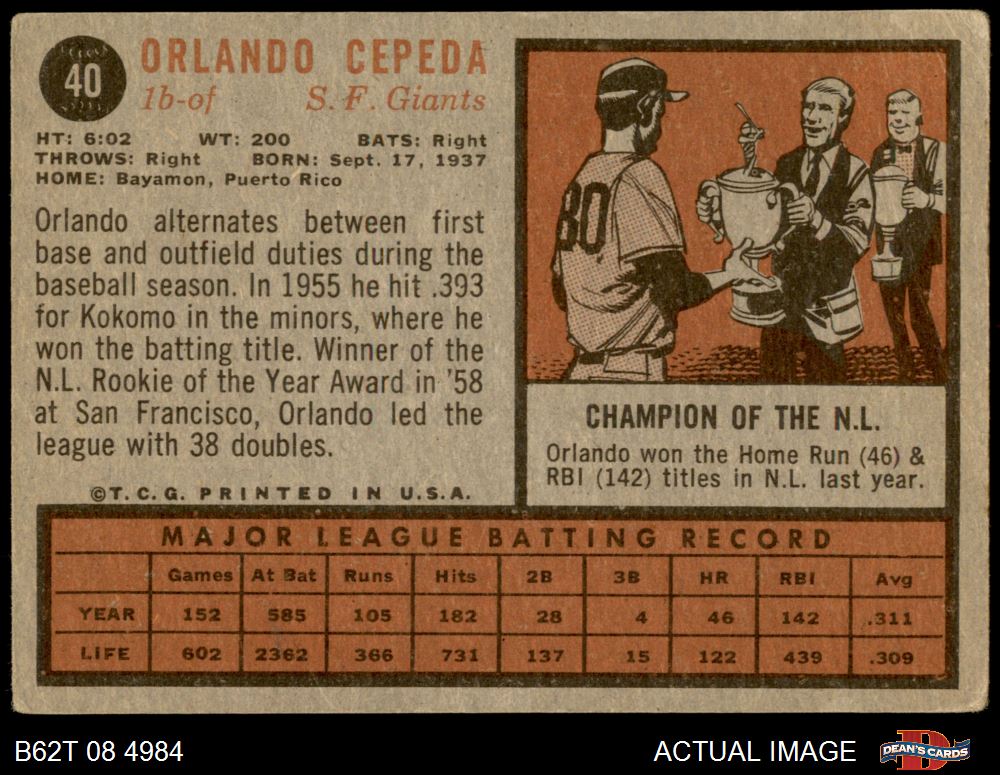 40
ORLANDO CEPEDA
1b-of S. F. Giants
HT: 6:02 WT: 200 BATS: Right
THROWS: Right BORN: Sept. 17, 1937
HOME: Bayamon, Puerto Rico
Orlando alternates between first
base and outfield duties during the
baseball season. In 1955 he hit .393
for Kokomo in the minors, where he
won the batting title. Winner of the
N.L. Rookie of the Year Award in '58
at San Francisco, Orlando led the
league with 38 doubles.
©T.C.G. PRINTED IN U.S.A.
30
CHAMPION OF THE N.L.
Orlando won the Home Run (46) &
RBI (142) titles in N.L. last year.
MAJOR LEAGUE BATTING RECORD
Games At Bat Runs Hits 2B 3B HR RBI Avg
YEAR 152 585 105 182 28 4 46 142 .311
LIFE 602 2362 366 731 137 15 122 439 .309
B62T 08 4984
ACTUAL IMAGE
D
DEAN'S CARDS